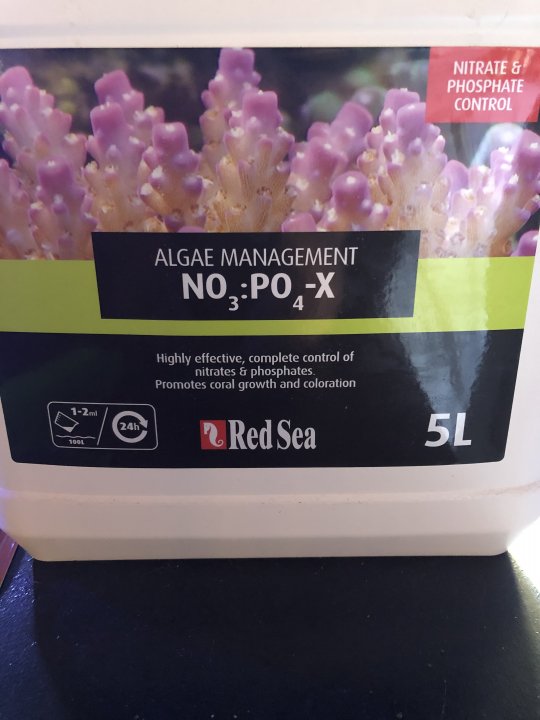 NITRATE &
PHOSPHATE
CONTROL
ALGAE MANAGEMENT
NO₃:PO₄-X
Highly effective, complete control of
nitrates & phosphates.
Promotes coral growth and coloration
1-2ml
100L
24h
Red Sea
5L